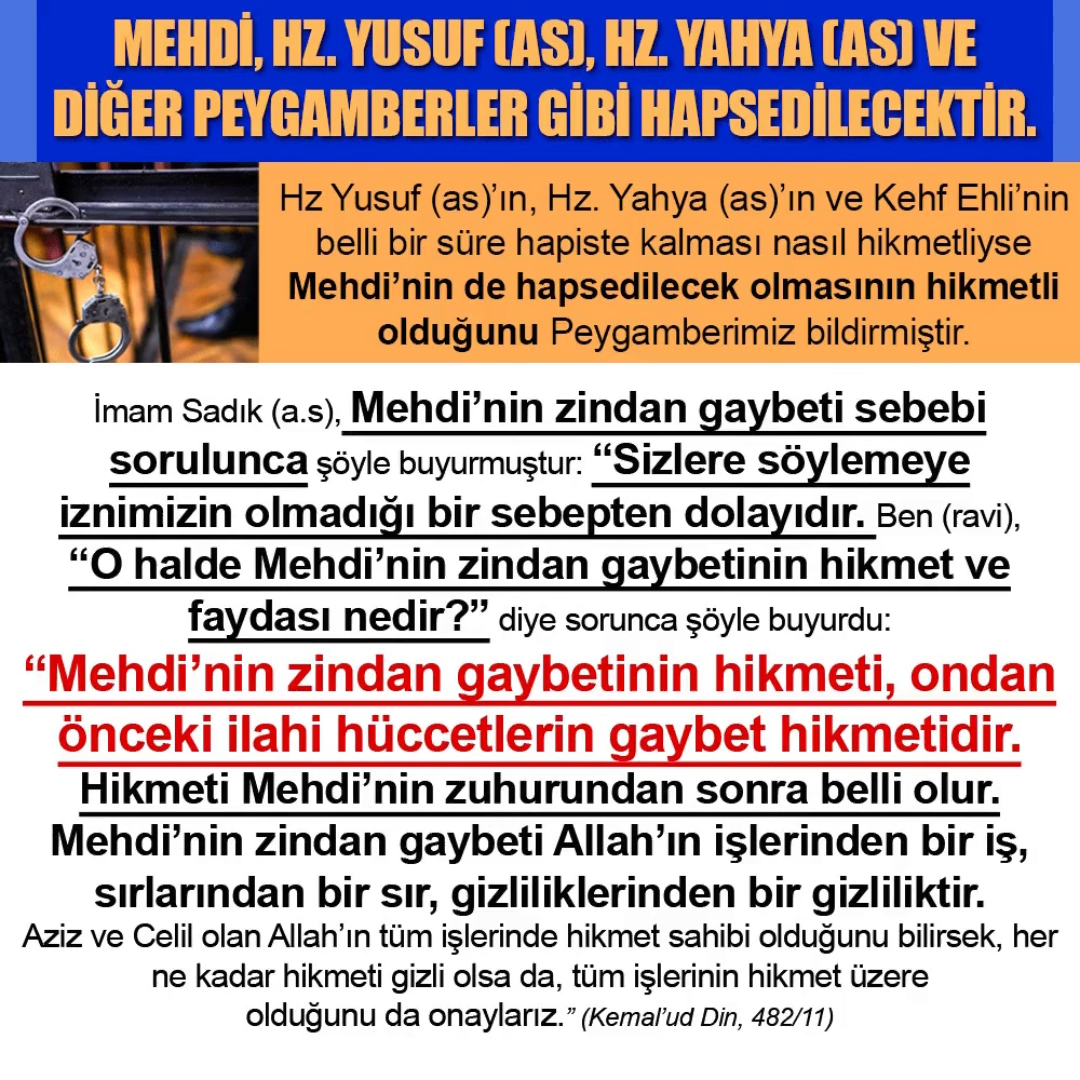 MEHDİ, HZ. YUSUF (AS), HZ. YAHYA (AS) VE
DİĞER PEYGAMBERLER GİBİ HAPSEDİLECEKTİR.
Hz Yusuf (as)’ın, Hz. Yahya (as)’ın ve Kehf Ehli’nin
belli bir süre hapiste kalması nasıl hikmetliyse
Mehdi’nin de hapsedilecek olmasının hikmetli
olduğunu Peygamberimiz bildirmiştir.
İmam Sadık (a.s), Mehdi’nin zindan gaybeti sebebi
sorulunca şöyle buyurmuştur: “Sizlere söylemeye
iznimizin olmadığı bir sebepten dolayıdır. Ben (ravi),
“O halde Mehdi’nin zindan gaybetinin hikmet ve
faydası nedir?” diye sorunca şöyle buyurdu:
“Mehdi’nin zindan gaybetinin hikmeti, ondan
önceki ilahi hüccetlerin gaybet hikmetidir.
Hikmeti Mehdi’nin zuhurundan sonra belli olur.
Mehdi’nin zindan gaybeti Allah’ın işlerinden bir iş,
sırlarından bir sır, gizliliklerinden bir gizliliktir.
Aziz ve Celil olan Allah’ın tüm işlerinde hikmet sahibi olduğunu bilirsek, her
ne kadar hikmeti gizli olsa da, tüm işlerinin hikmet üzere
olduğunu da onaylarız.” (Kemal’ud Din, 482/11)